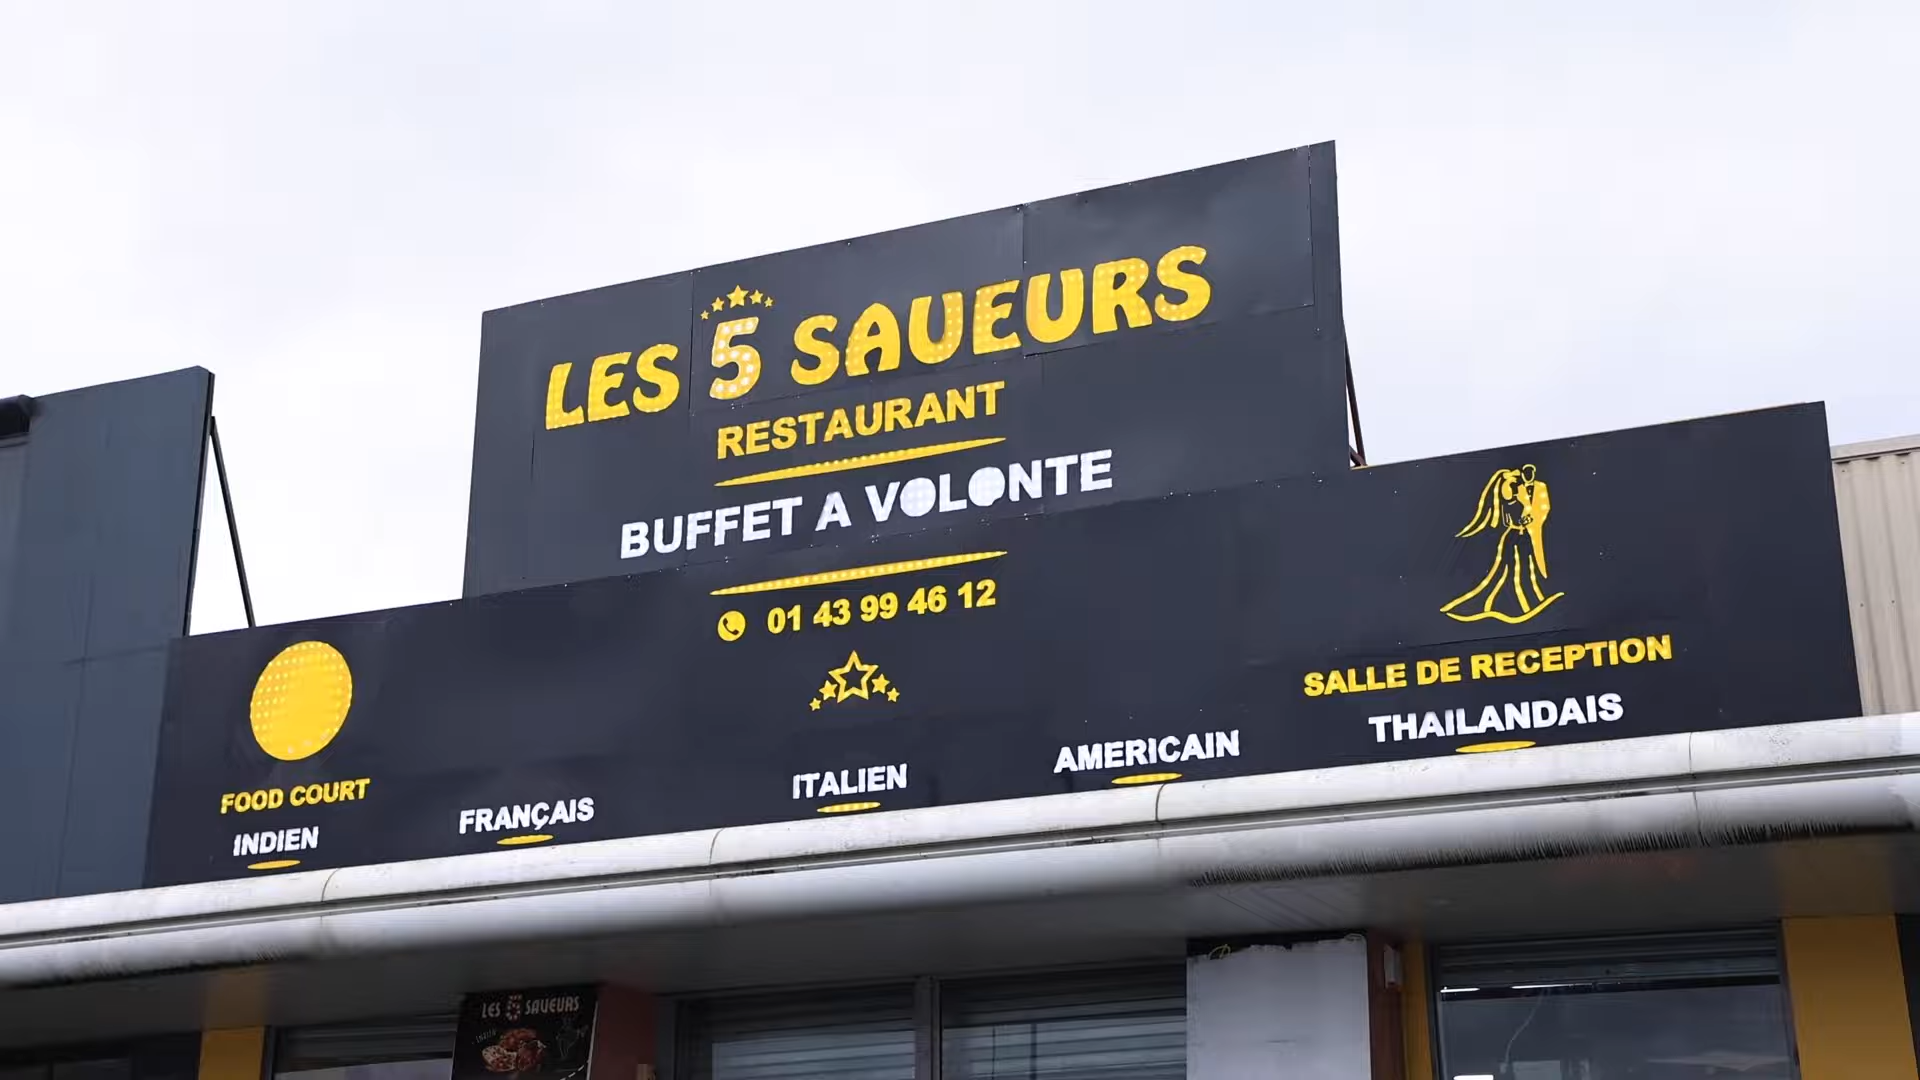 LES 5 SAVEURS
RESTAURANT
BUFFET A VOLONTE
01 43 99 46 12
FOOD COURT
SALLE DE RECEPTION
INDIEN
FRANÇAIS
ITALIEN
AMERICAIN
THAILANDAIS
LES 5 SAVEURS